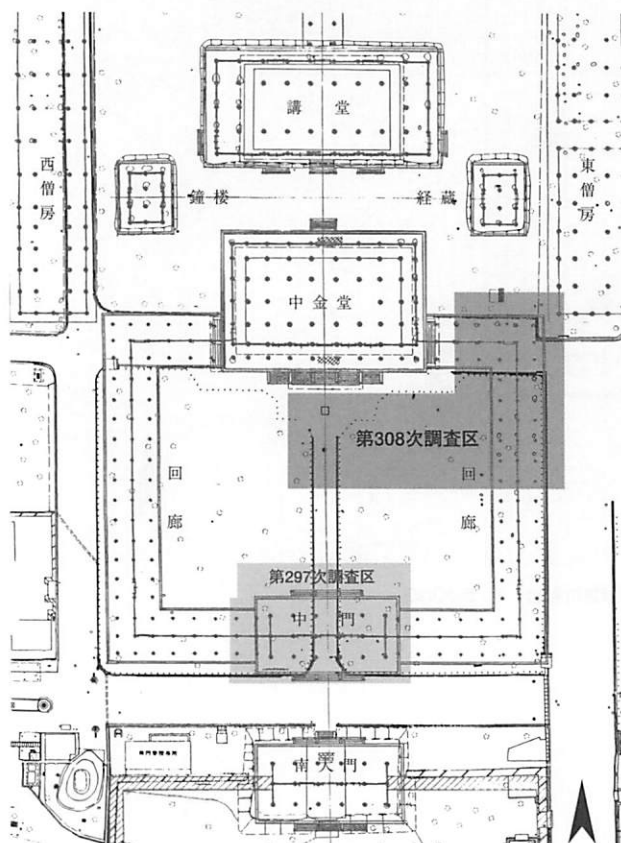 講堂
西僧房
鐘楼
経蔵
東僧房
中金堂
第308次調査区
回廊
回廊
第297次調査区
中門
南大門